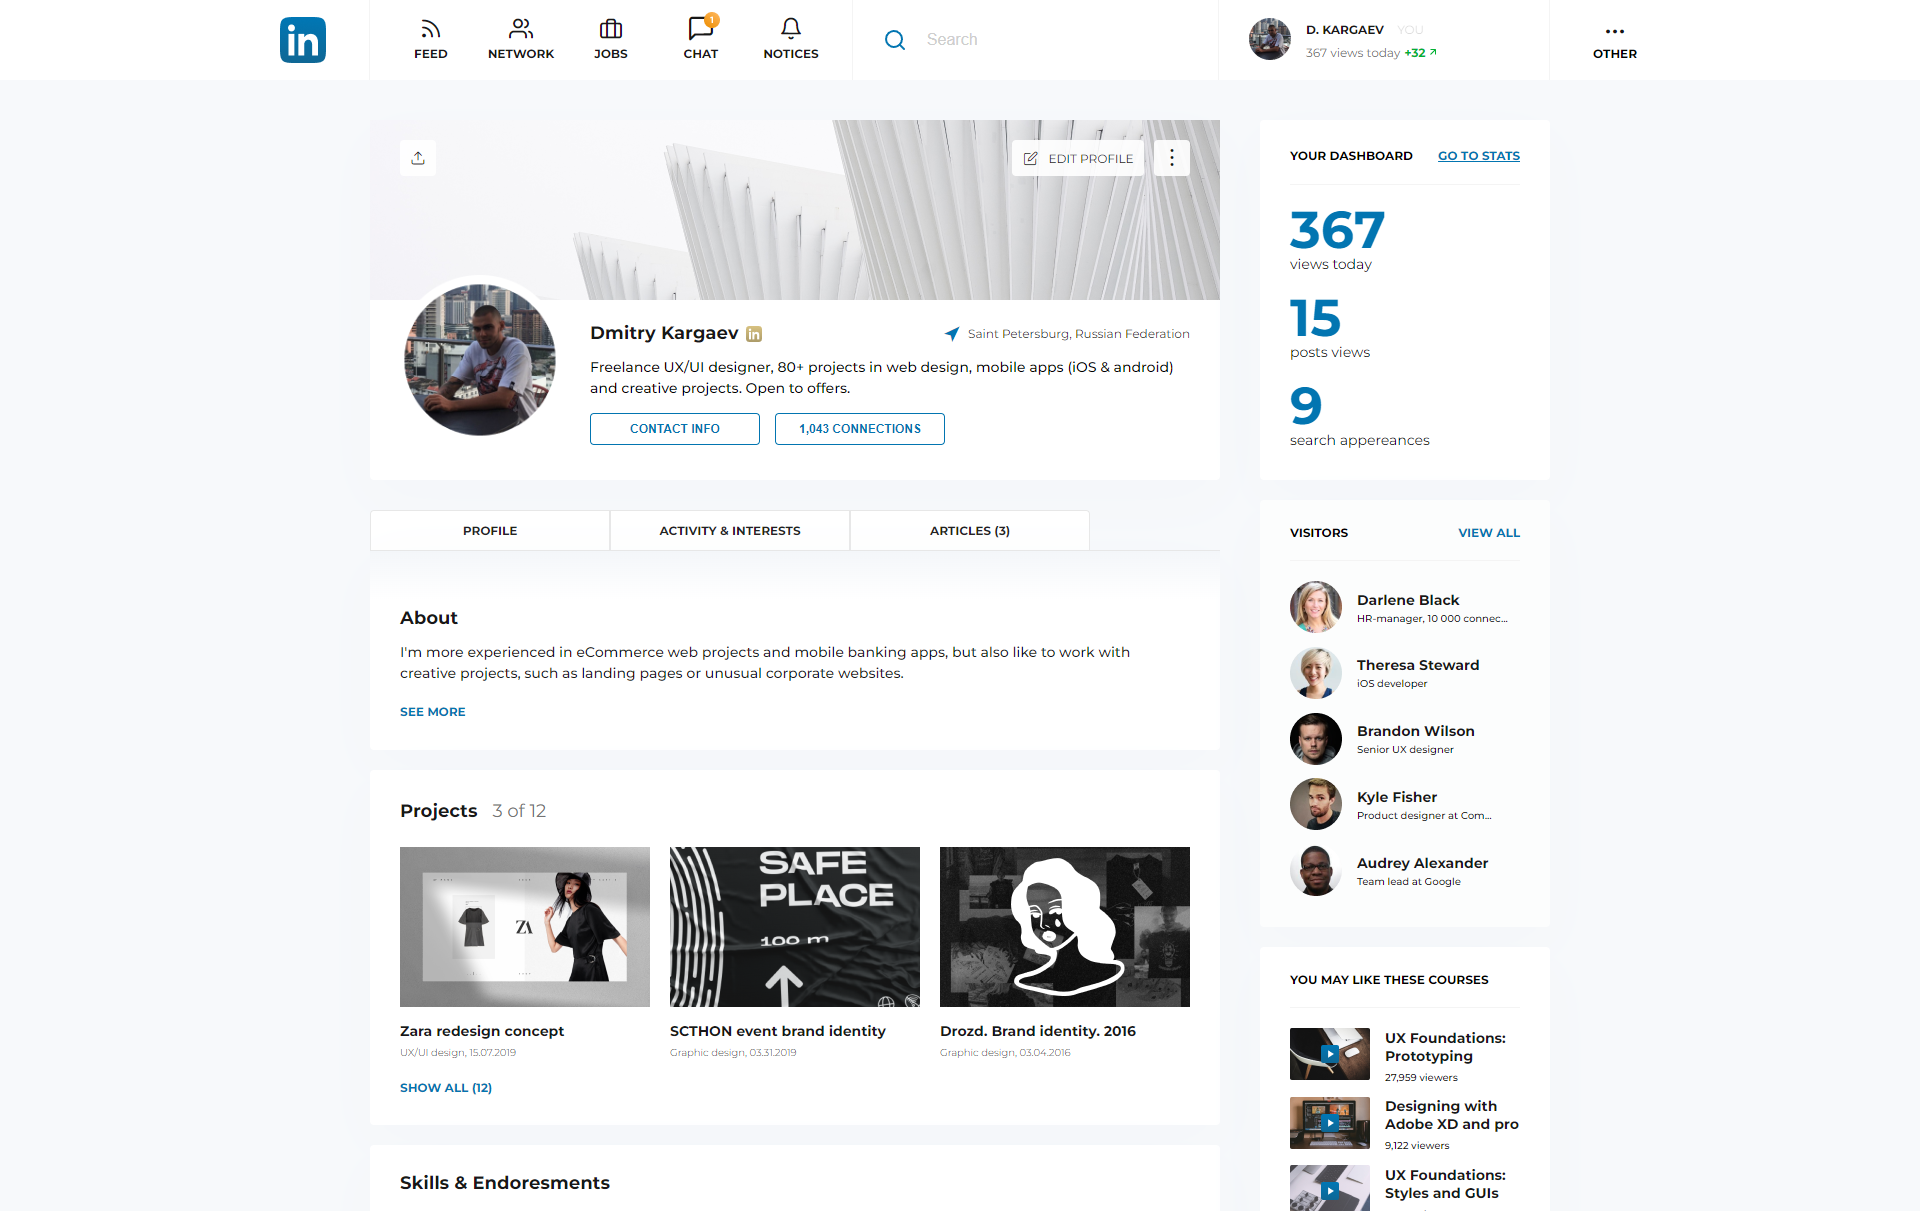 in
FEED
NETWORK
JOBS
1
CHAT
NOTICES
Search
D. KARGAEV YOU
367 views today +32
OTHER
EDIT PROFILE
Dmitry Kargaev in
Saint Petersburg, Russian Federation
Freelance UX/UI designer, 80+ projects in web design, mobile apps (iOS & android)
and creative projects. Open to offers.
CONTACT INFO
1,043 CONNECTIONS
PROFILE
ACTIVITY & INTERESTS
ARTICLES (3)
About
I'm more experienced in eCommerce web projects and mobile banking apps, but also like to work with
creative projects, such as landing pages or unusual corporate websites.
SEE MORE
Projects 3 of 12
ZA
SAFE
PLACE
100 m
Zara redesign concept
UX/UI design, 15.07.2019
SCTHON event brand identity
Graphic design, 03.31.2019
Drozd. Brand identity. 2016
Graphic design, 03.04.2016
SHOW ALL (12)
Skills & Endoresments
YOUR DASHBOARD
GO TO STATS
367
views today
15
posts views
9
search appereances
VISITORS
VIEW ALL
Darlene Black
HR-manager, 10 000 connec...
Theresa Steward
iOS developer
Brandon Wilson
Senior UX designer
Kyle Fisher
Product designer at Com...
Audrey Alexander
Team lead at Google
YOU MAY LIKE THESE COURSES
UX Foundations:
Prototyping
27,959 viewers
Designing with
Adobe XD and pro
9,122 viewers
UX Foundations:
Styles and GUIs